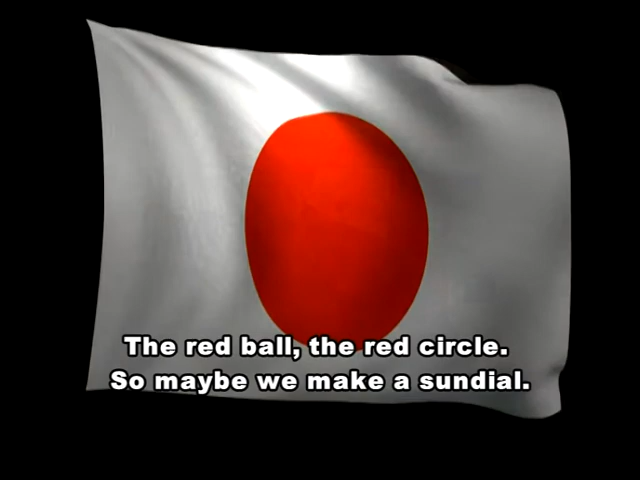 The red ball, the red circle.
So maybe we make a sundial.